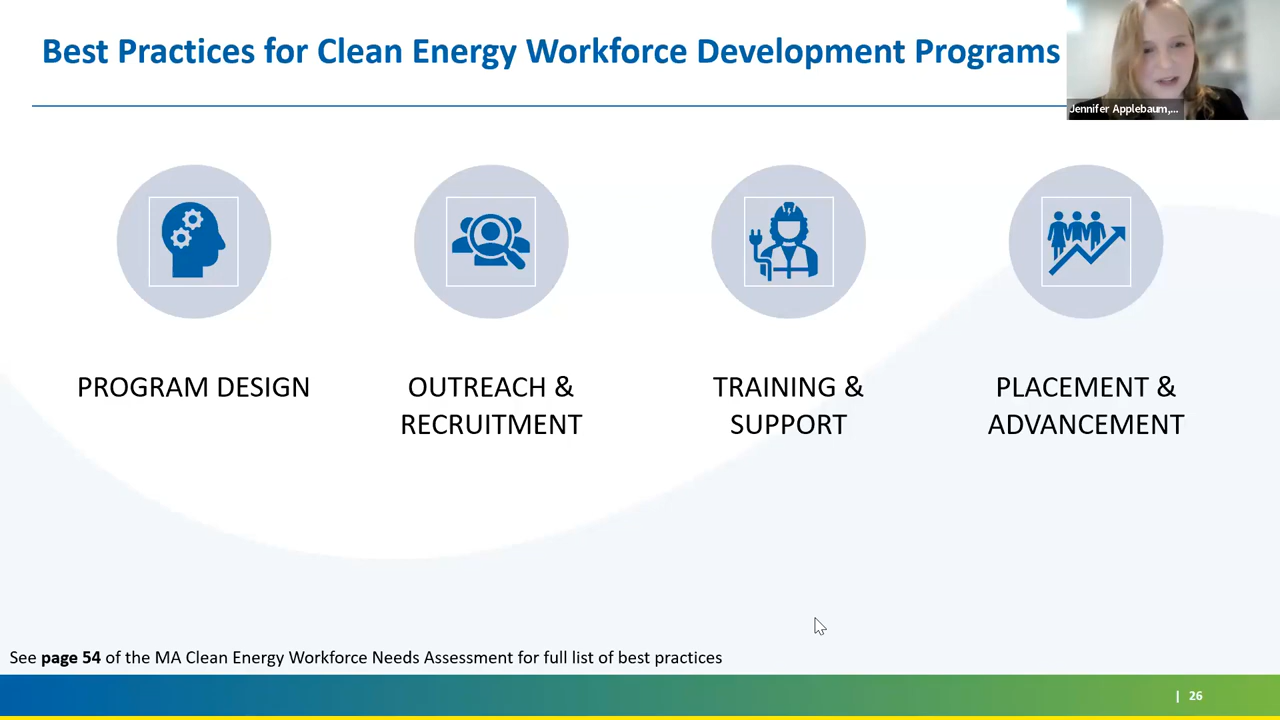 Best Practices for Clean Energy Workforce Development Programs
Jennifer Applebaum,...
PROGRAM DESIGN
OUTREACH &
RECRUITMENT
TRAINING &
SUPPORT
PLACEMENT &
ADVANCEMENT
See page 54 of the MA Clean Energy Workforce Needs Assessment for full list of best practices
| 26